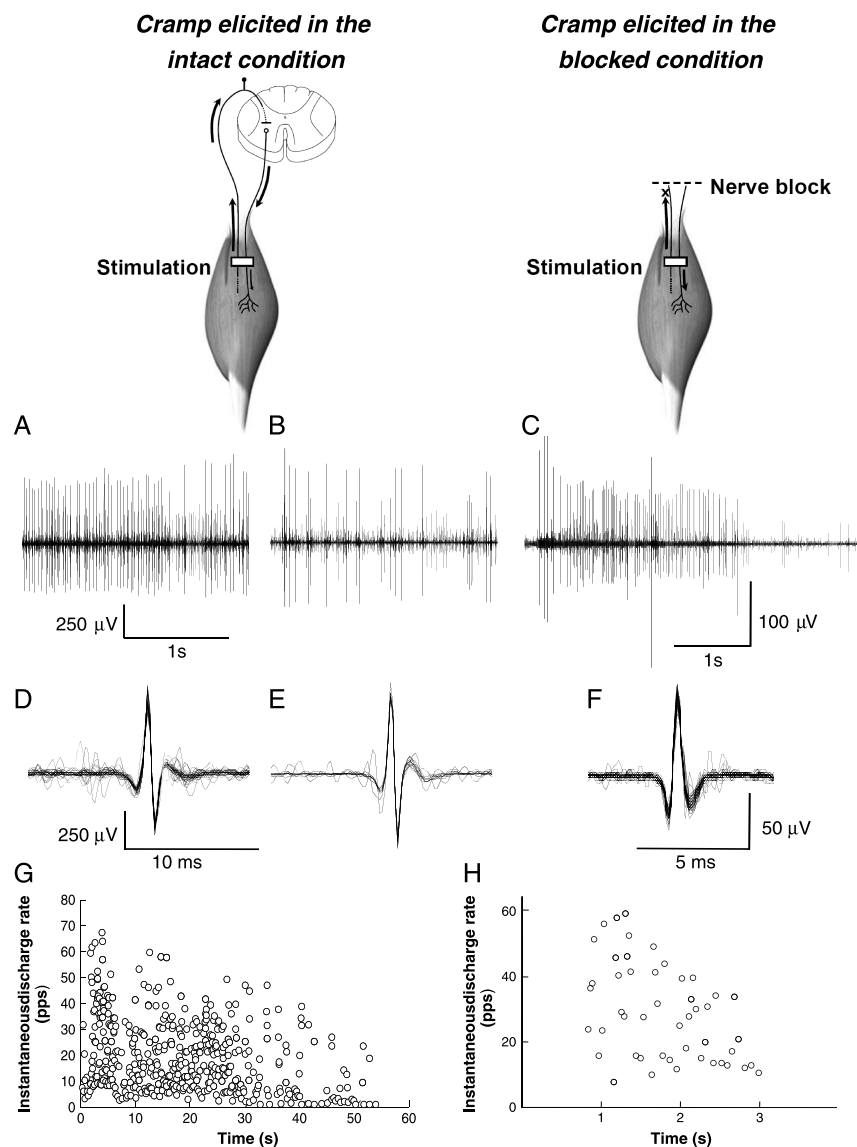 Cramp elicited in the
intact condition
Cramp elicited in the
blocked condition
Nerve block
x
Stimulation
Stimulation
A
B
C
250 μV
1s
100 μV
1s
D
E
F
250 μV
10 ms
50 μV
5 ms
G
H
Instantaneousdischarge rate
(pps)
80
70
60
50
40
30
20
10
0
0 10 20 30 40 50 60
Time (s)
Instantaneousdischarge rate
(pps)
60
40
20
0
1 2 3
Time (s)